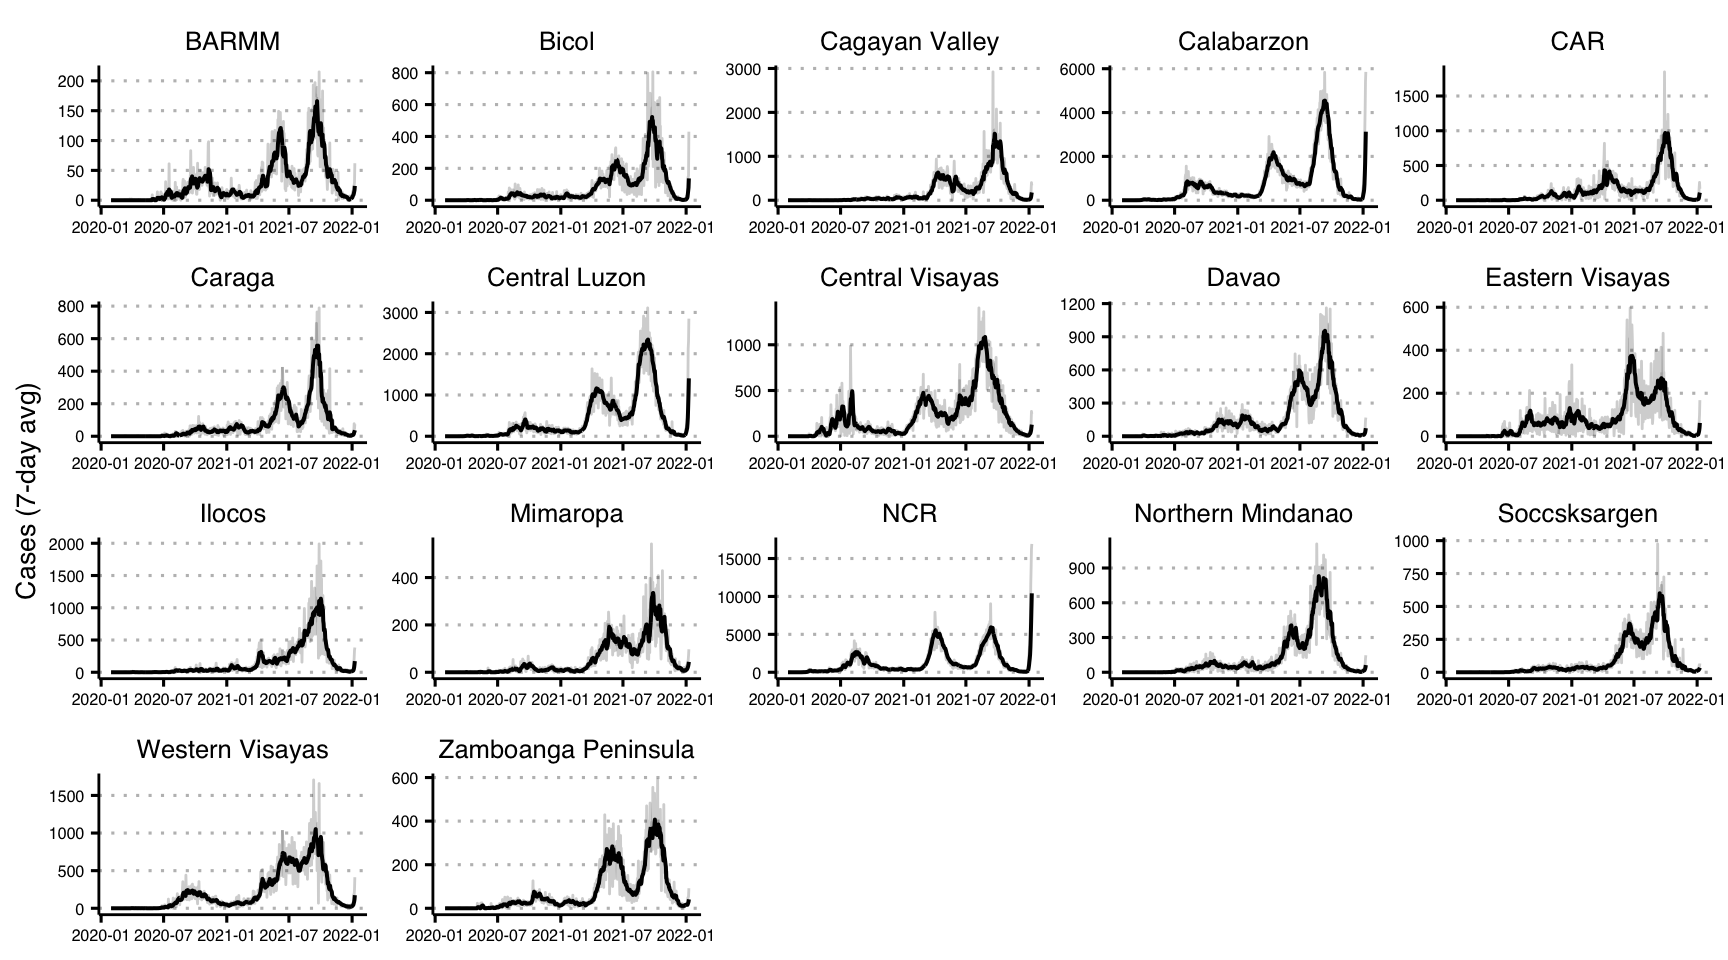 BARMM Bicol Cagayan Valley Calabarzon CAR
200 150 100 50 0
800 600 400 200 0
3000 2000 1000 0
6000 4000 2000 0
1500 1000 500 0
2020-01 2020-07 2021-01 2021-07 2022-01 2020-01 2020-07 2021-01 2021-07 2022-01 2020-01 2020-07 2021-01 2021-07 2022-01 2020-01 2020-07 2021-01 2021-07 2022-01 2020-01 2020-07 2021-01 2021-07 2022-01
Cases (7-day avg)
Caraga Central Luzon Central Visayas Davao Eastern Visayas
800 600 400 200 0
3000 2000 1000 0
1000 500 0
1200 900 600 300 0
600 400 200 0
2020-01 2020-07 2021-01 2021-07 2022-01 2020-01 2020-07 2021-01 2021-07 2022-01 2020-01 2020-07 2021-01 2021-07 2022-01 2020-01 2020-07 2021-01 2021-07 2022-01 2020-01 2020-07 2021-01 2021-07 2022-01
Ilocos Mimaropa NCR Northern Mindanao Soccsksargen
2000 1500 1000 500 0
400 200 0
15000 10000 5000 0
900 600 300 0
1000 750 500 250 0
2020-01 2020-07 2021-01 2021-07 2022-01 2020-01 2020-07 2021-01 2021-07 2022-01 2020-01 2020-07 2021-01 2021-07 2022-01 2020-01 2020-07 2021-01 2021-07 2022-01 2020-01 2020-07 2021-01 2021-07 2022-01
Western Visayas Zamboanga Peninsula
1500 1000 500 0
600 400 200 0
2020-01 2020-07 2021-01 2021-07 2022-01 2020-01 2020-07 2021-01 2021-07 2022-01